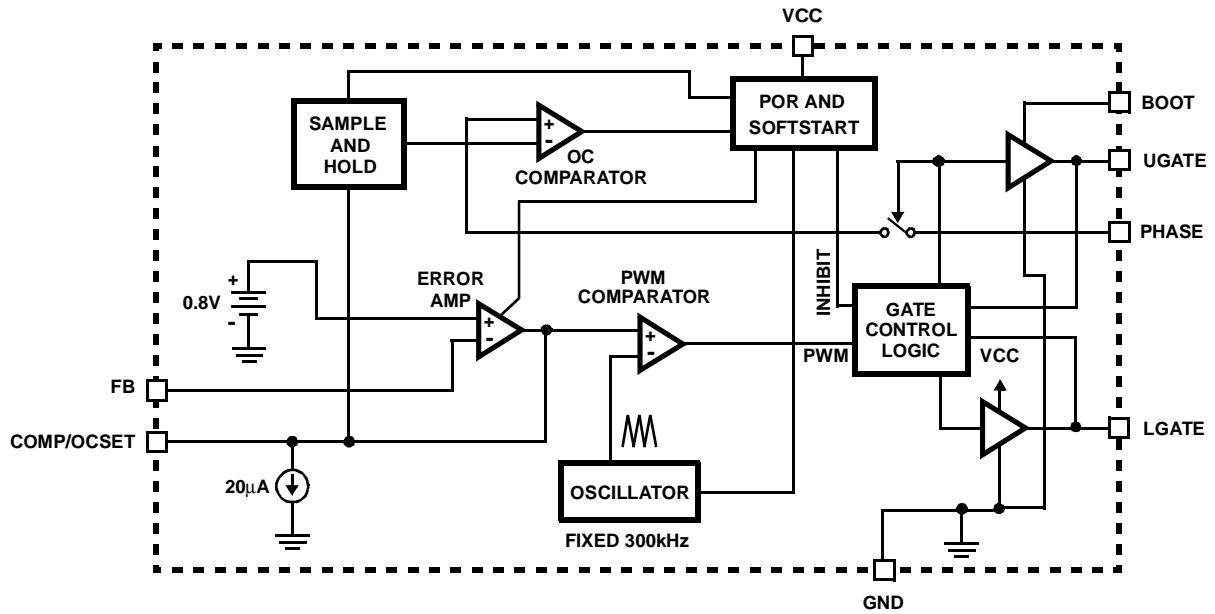 VCC
BOOT
UGATE
PHASE
POR AND
SOFTSTART
SAMPLE
AND
HOLD
+
-
OC
COMPARATOR
+
0.8V
-
ERROR
AMP
+
-
PWM
COMPARATOR
+
-
INHIBIT
PWM
GATE
CONTROL
LOGIC
VCC
FB
COMP/OCSET
LGATE
20μA
OSCILLATOR
FIXED 300kHz
GND